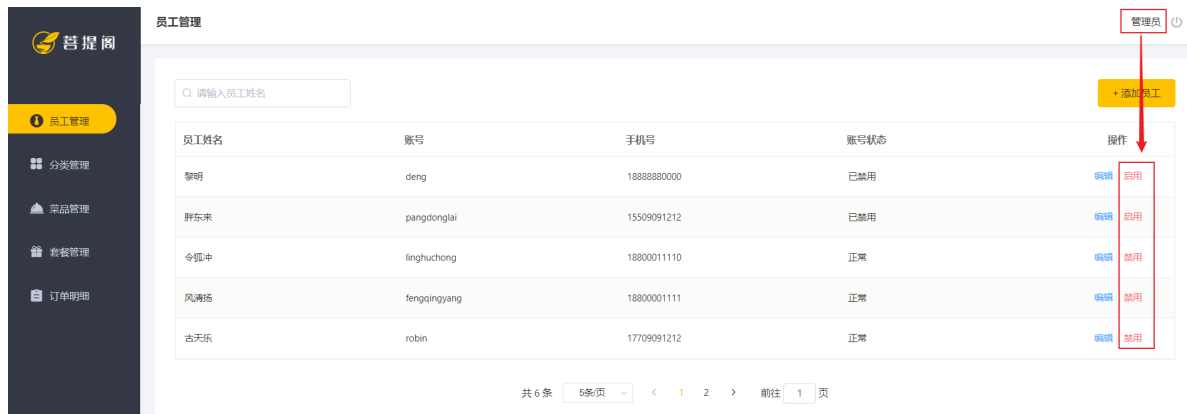 菩提阁
员工管理
管理员
员工管理
分类管理
菜品管理
套餐管理
订单明细
请输入员工姓名
+ 添加员工
员工姓名 账号 手机号 账号状态 操作
黎明 deng 18888880000 已禁用 编辑 启用
胖东来 pangdonglai 15509091212 已禁用 编辑 启用
令狐冲 linghuchong 18800011110 正常 编辑 禁用
风清扬 fengqingyang 18800001111 正常 编辑 禁用
古天乐 robin 17709091212 正常 编辑 禁用
共 6 条 5条/页 < 1 2 > 前往 1 页